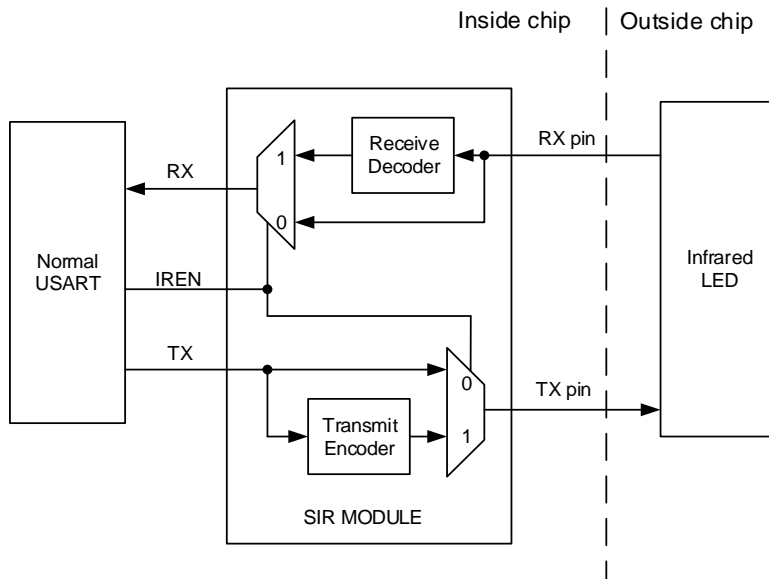 Inside chip
Outside chip
Receive
Decoder
1
RX pin
RX
0
Normal
USART
IREN
Infrared
LED
TX
0
TX pin
Transmit
Encoder
1
SIR MODULE